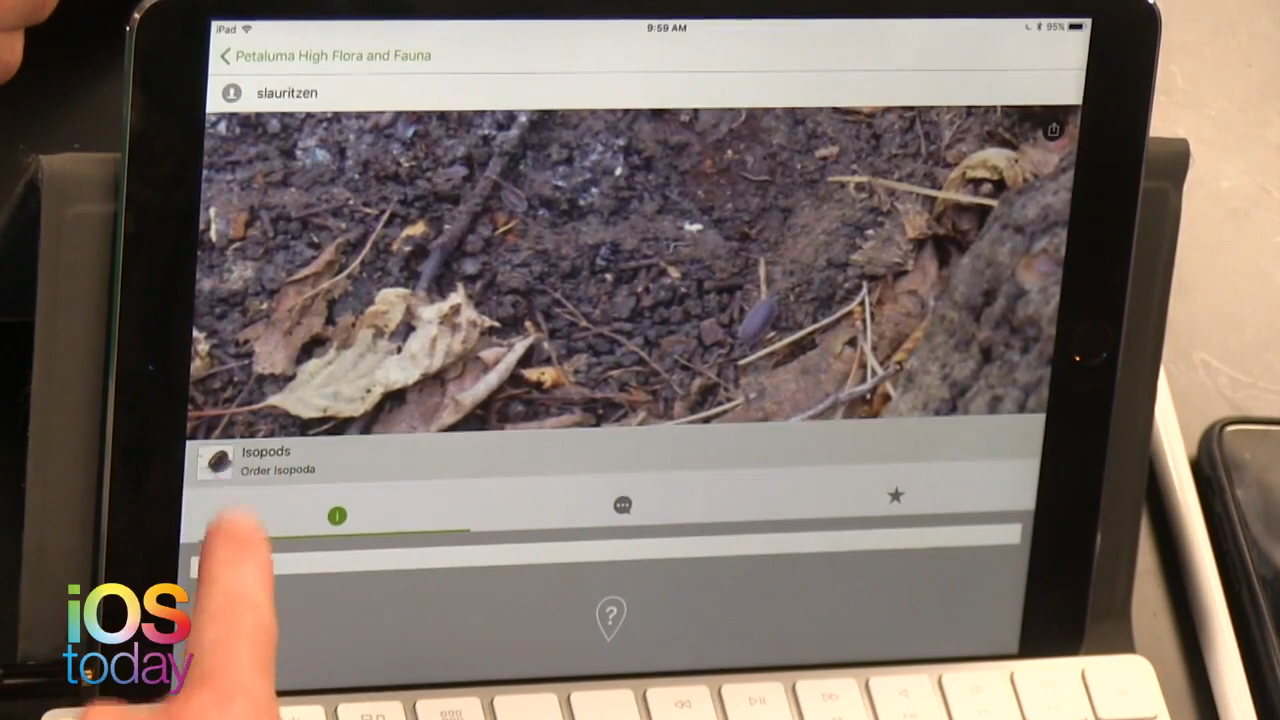 iPad
9:59 AM
95%
Petaluma High Flora and Fauna
slauritzen
Isopods
Order Isopoda
i
?
iOS
today